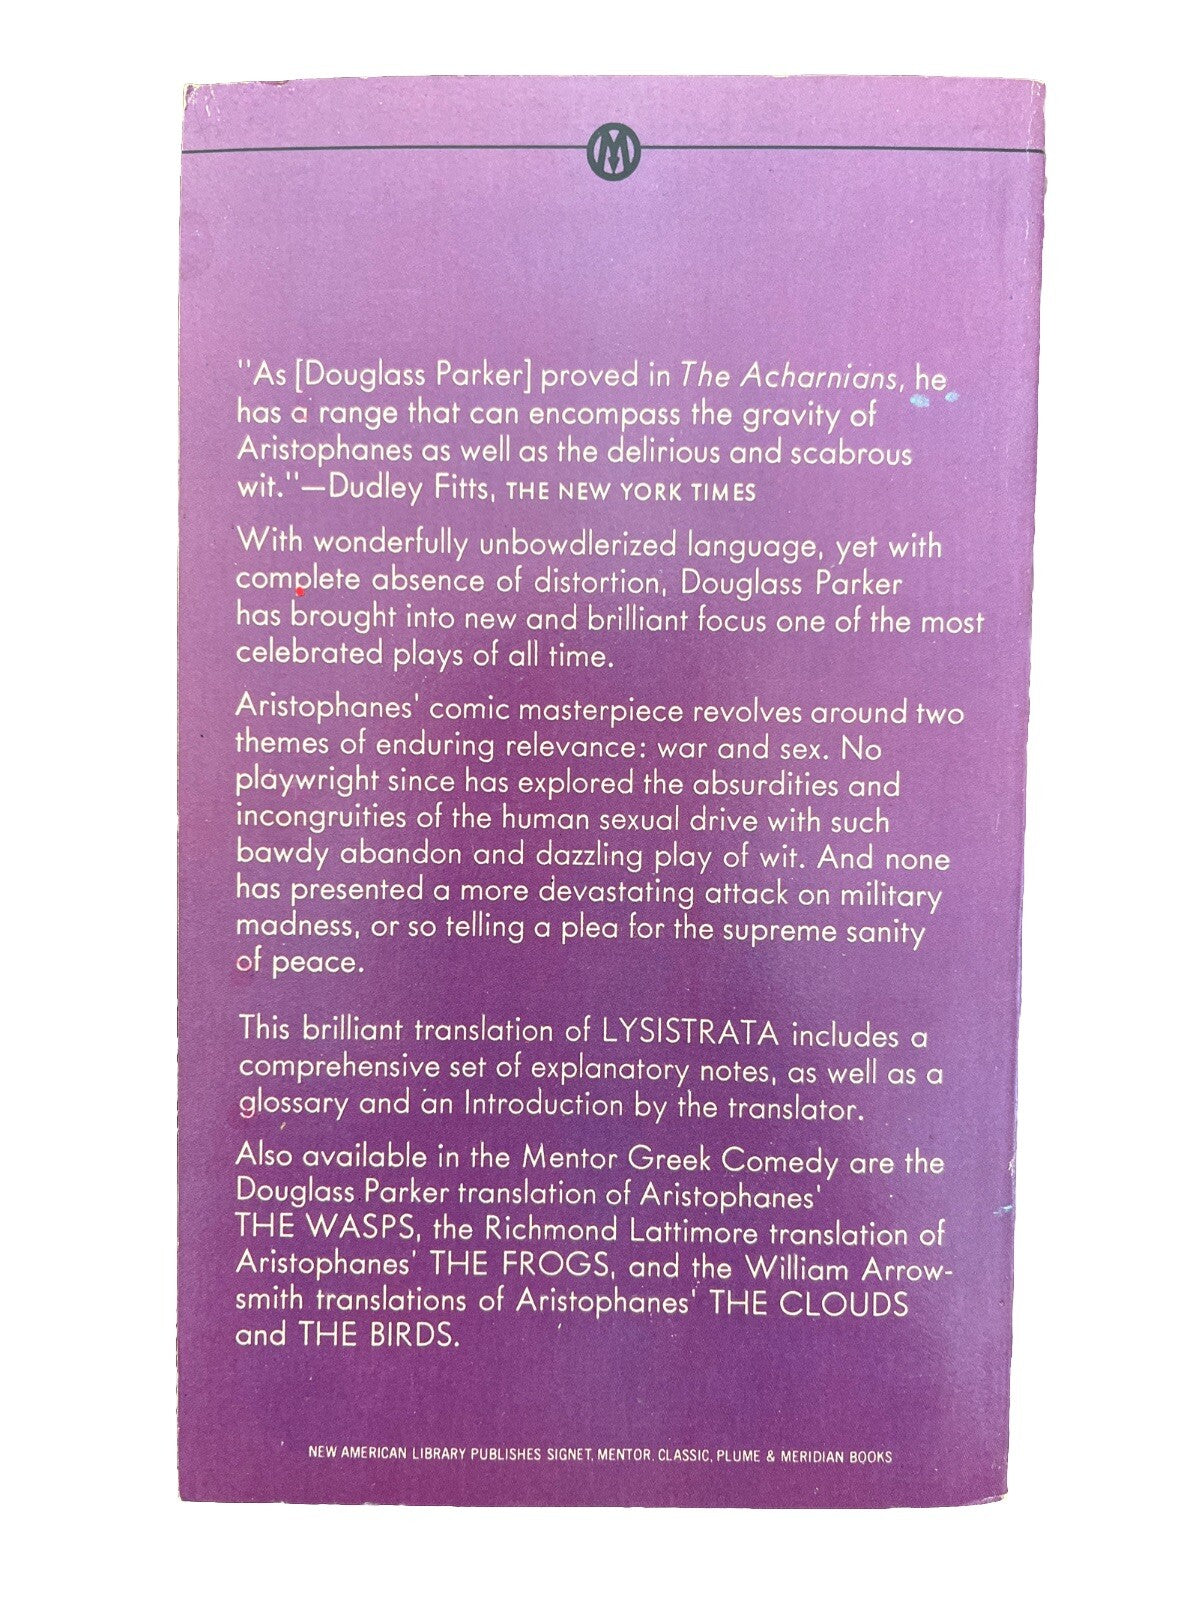 M
"As [Douglass Parker] proved in The Acharnians, he
has a range that can encompass the gravity of
Aristophanes as well as the delirious and scabrous
wit."—Dudley Fitts, THE NEW YORK TIMES
With wonderfully unbowdlerized language, yet with
complete absence of distortion, Douglass Parker
has brought into new and brilliant focus one of the most
celebrated plays of all time.
Aristophanes' comic masterpiece revolves around two
themes of enduring relevance: war and sex. No
playwright since has explored the absurdities and
incongruities of the human sexual drive with such
bawdy abandon and dazzling play of wit. And none
has presented a more devastating attack on military
madness, or so telling a plea for the supreme sanity
of peace.
This brilliant translation of LYSISTRATA includes a
comprehensive set of explanatory notes, as well as a
glossary and an Introduction by the translator.
Also available in the Mentor Greek Comedy are the
Douglass Parker translation of Aristophanes'
THE WASPS, the Richmond Lattimore translation of
Aristophanes' THE FROGS, and the William Arrow-
smith translations of Aristophanes' THE CLOUDS
and THE BIRDS.
NEW AMERICAN LIBRARY PUBLISHES SIGNET, MENTOR, CLASSIC, PLUME & MERIDIAN BOOKS